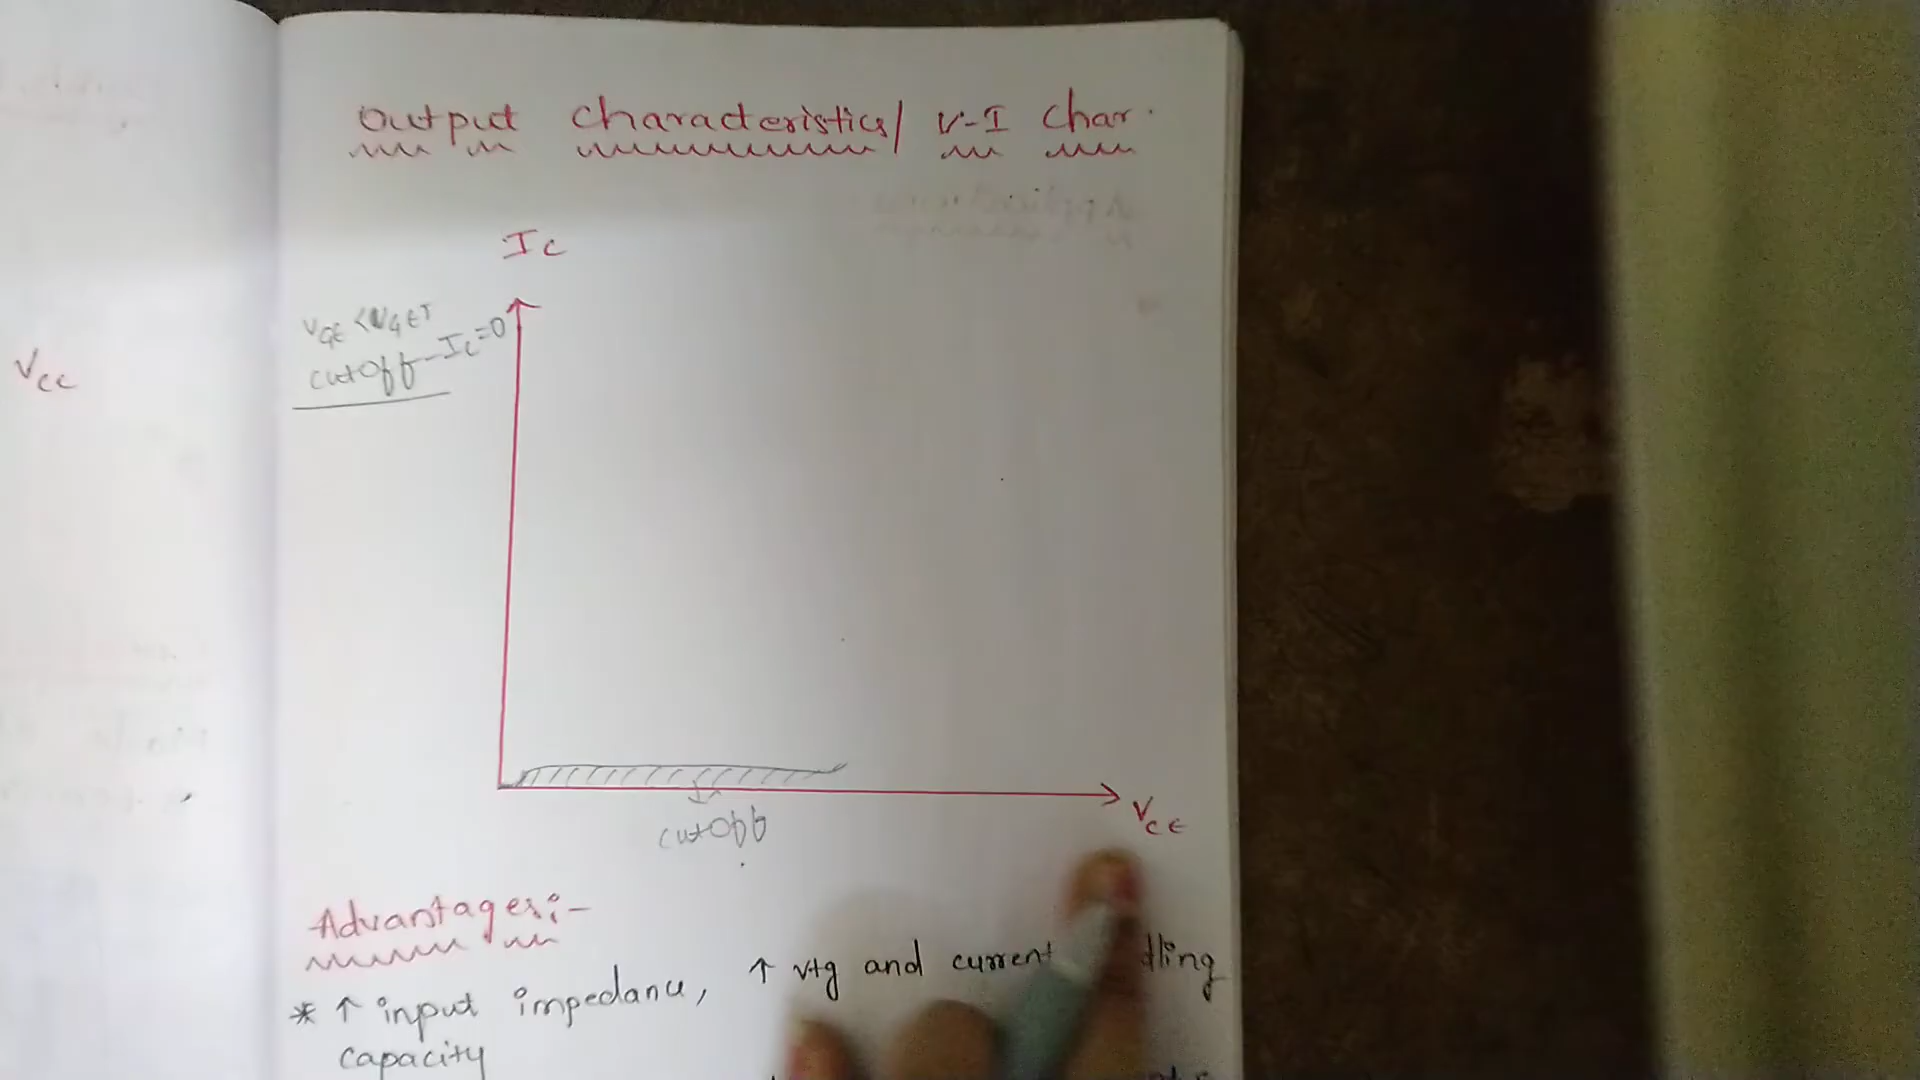 Output characteristics/ V-I char.
Ic
VGE < VGET
cutoff - Ic=0
Vcc
VCE
cutoff
Advantages:-
* ↑ input impedance, ↑ vtg and current
capacity